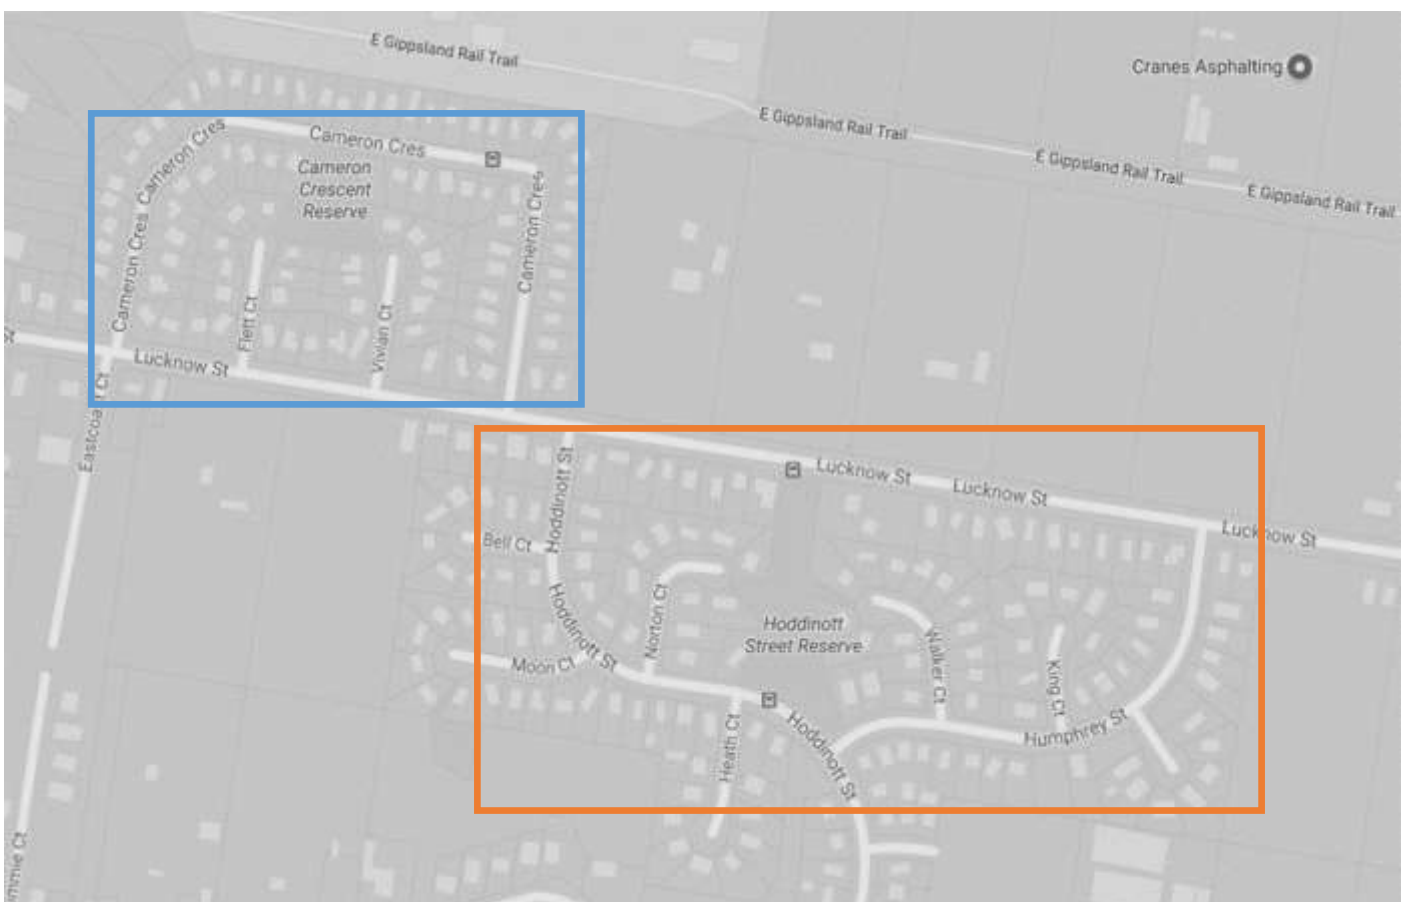 E Gippsland Rail Trail
Cranes Asphalting
E Gippsland Rail Trail
E Gippsland Rail Trail
E Gippsland Rail Trail
Cameron Cres
Cameron Cres
Cameron
Crescent
Reserve
Cameron Cres
Cameron Cres
Flett Ct
Vivian Ct
St
Lucknow St
Lucknow St
Lucknow St
Lucknow St
Hoddinott St
Bell Ct
Hoddinott St
Norton Ct
Hoddinott
Street Reserve
Moon Ct
Walker Ct
King Ct
Heath Ct
Hoddinott St
Humphrey St